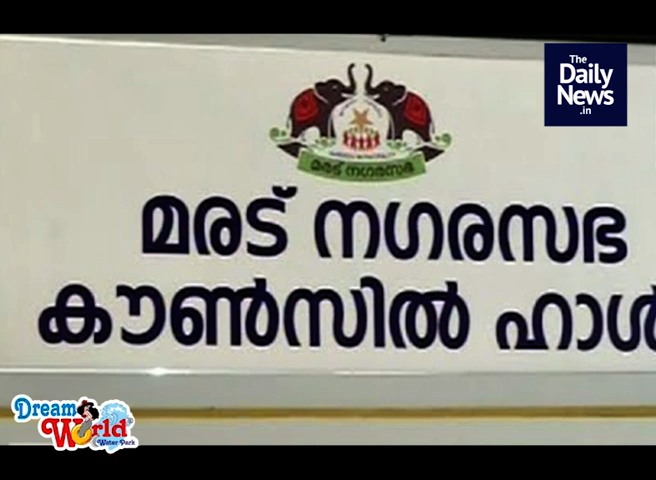 The
Daily
News
.in
മരട് നഗരസഭ
മരട് നഗരസഭ
കൗൺസിൽ ഹാൾ
Dream
World
Water Park